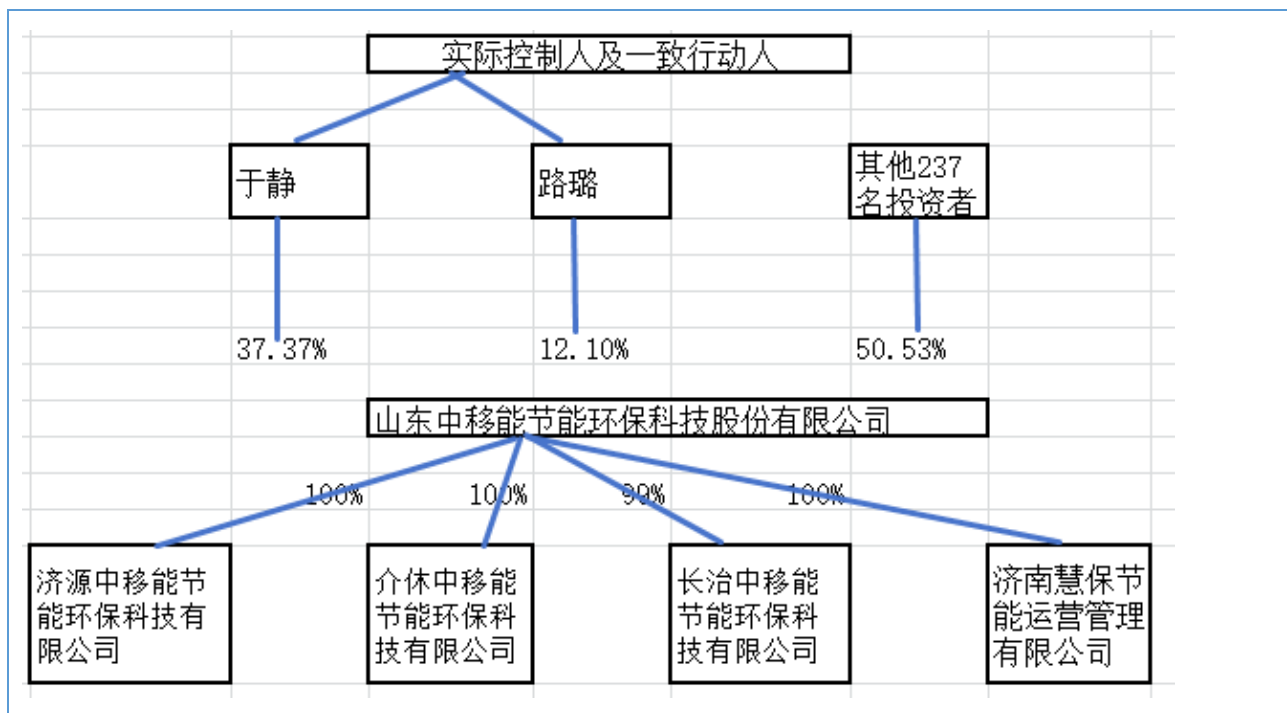 实际控制人及一致行动人
于静
路璐
其他237
名投资者
37.37%
12.10%
50.53%
山东中移能节能环保科技股份有限公司
100%
100%
99%
100%
济源中移能节
能环保科技有
限公司
介休中移能
节能环保科
技有限公司
长治中移能
节能环保科
技有限公司
济南慧保节
能运营管理
有限公司